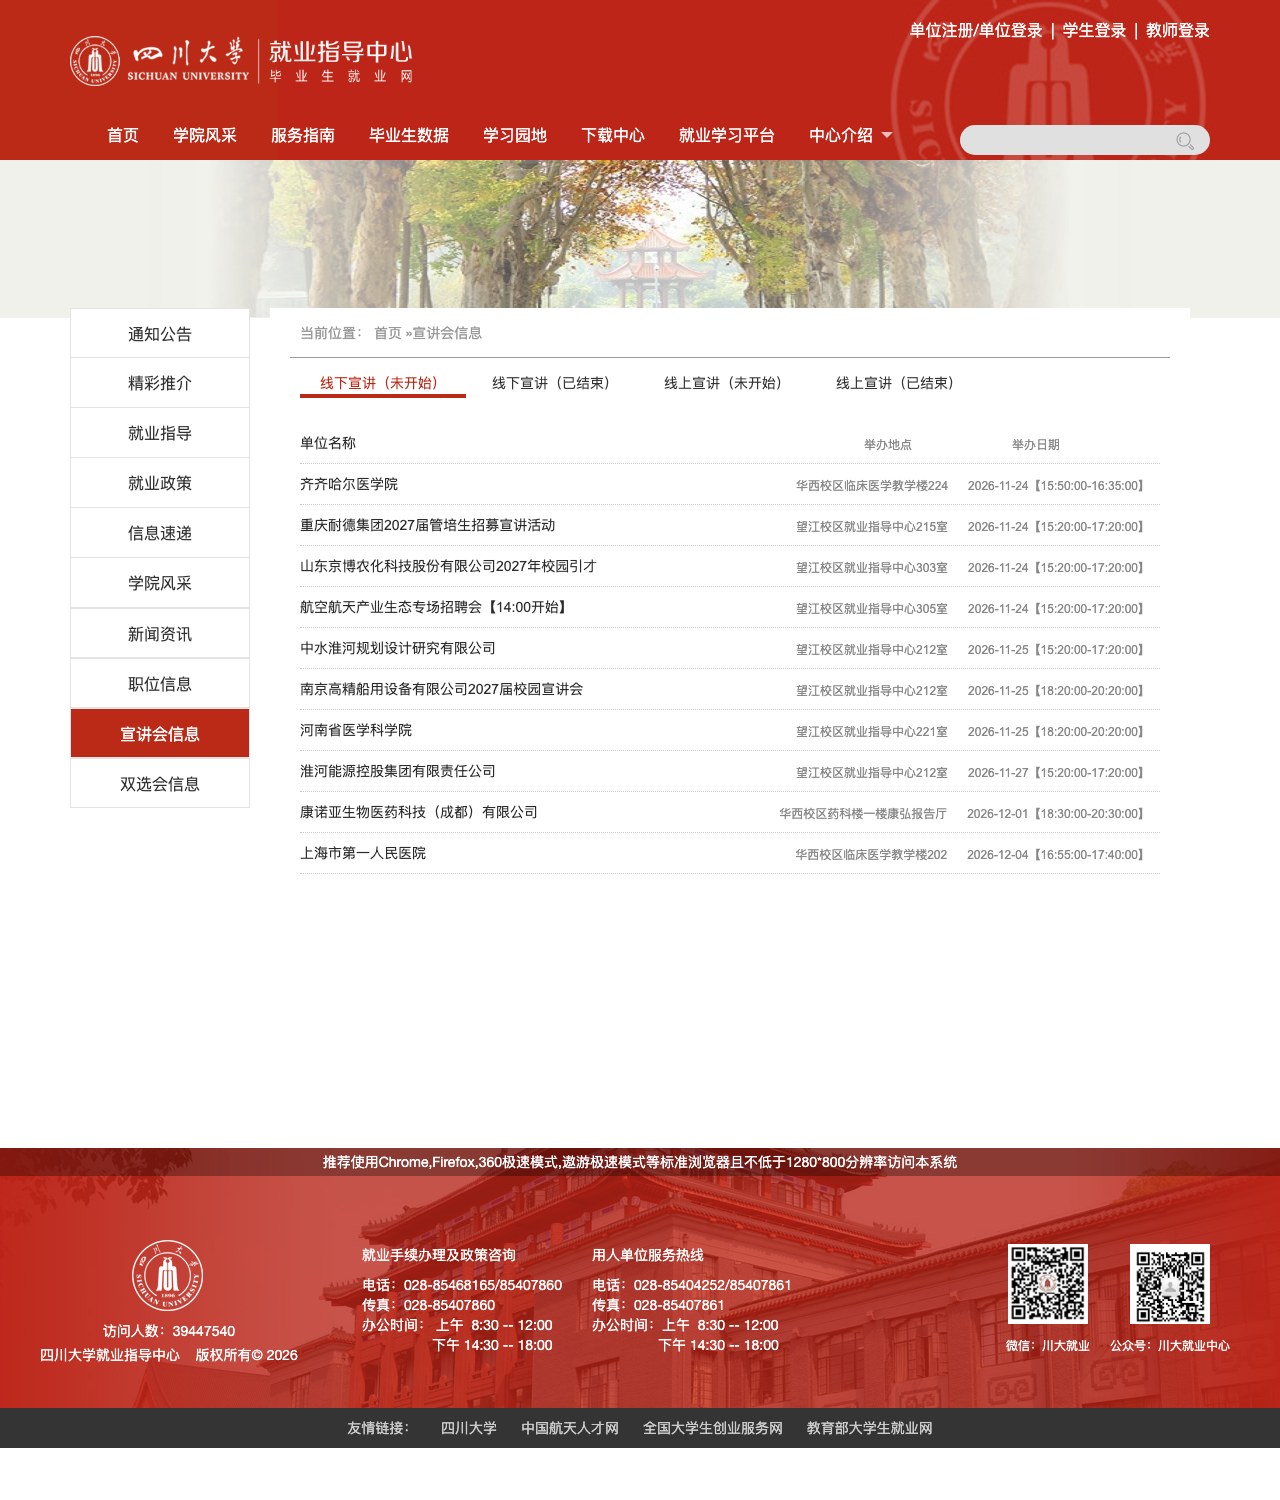 单位注册/单位登录 | 学生登录 | 教师登录
四川大学 就业指导中心
SICHUAN UNIVERSITY 毕业生就业网
首页 学院风采 服务指南 毕业生数据 学习园地 下载中心 就业学习平台 中心介绍
通知公告
精彩推介
就业指导
就业政策
信息速递
学院风采
新闻资讯
职位信息
宣讲会信息
双选会信息
当前位置： 首页 »宣讲会信息
线下宣讲（未开始） 线下宣讲（已结束） 线上宣讲（未开始） 线上宣讲（已结束）
单位名称 举办地点 举办日期
齐齐哈尔医学院 华西校区临床医学教学楼224 2026-11-24【15:50:00-16:35:00】
重庆耐德集团2027届管培生招募宣讲活动 望江校区就业指导中心215室 2026-11-24【15:20:00-17:20:00】
山东京博农化科技股份有限公司2027年校园引才 望江校区就业指导中心303室 2026-11-24【15:20:00-17:20:00】
航空航天产业生态专场招聘会【14:00开始】 望江校区就业指导中心305室 2026-11-24【15:20:00-17:20:00】
中水淮河规划设计研究有限公司 望江校区就业指导中心212室 2026-11-25【15:20:00-17:20:00】
南京高精船用设备有限公司2027届校园宣讲会 望江校区就业指导中心212室 2026-11-25【18:20:00-20:20:00】
河南省医学科学院 望江校区就业指导中心221室 2026-11-25【18:20:00-20:20:00】
淮河能源控股集团有限责任公司 望江校区就业指导中心212室 2026-11-27【15:20:00-17:20:00】
康诺亚生物医药科技（成都）有限公司 华西校区药科楼一楼康弘报告厅 2026-12-01【18:30:00-20:30:00】
上海市第一人民医院 华西校区临床医学教学楼202 2026-12-04【16:55:00-17:40:00】
推荐使用Chrome,Firefox,360极速模式,遨游极速模式等标准浏览器且不低于1280*800分辨率访问本系统
访问人数：39447540
四川大学就业指导中心 版权所有© 2026
就业手续办理及政策咨询
电话：028-85468165/85407860
传真：028-85407860
办公时间： 上午 8:30 -- 12:00
下午 14:30 -- 18:00
用人单位服务热线
电话：028-85404252/85407861
传真：028-85407861
办公时间：上午 8:30 -- 12:00
下午 14:30 -- 18:00
微信：川大就业 公众号：川大就业中心
友情链接： 四川大学 中国航天人才网 全国大学生创业服务网 教育部大学生就业网